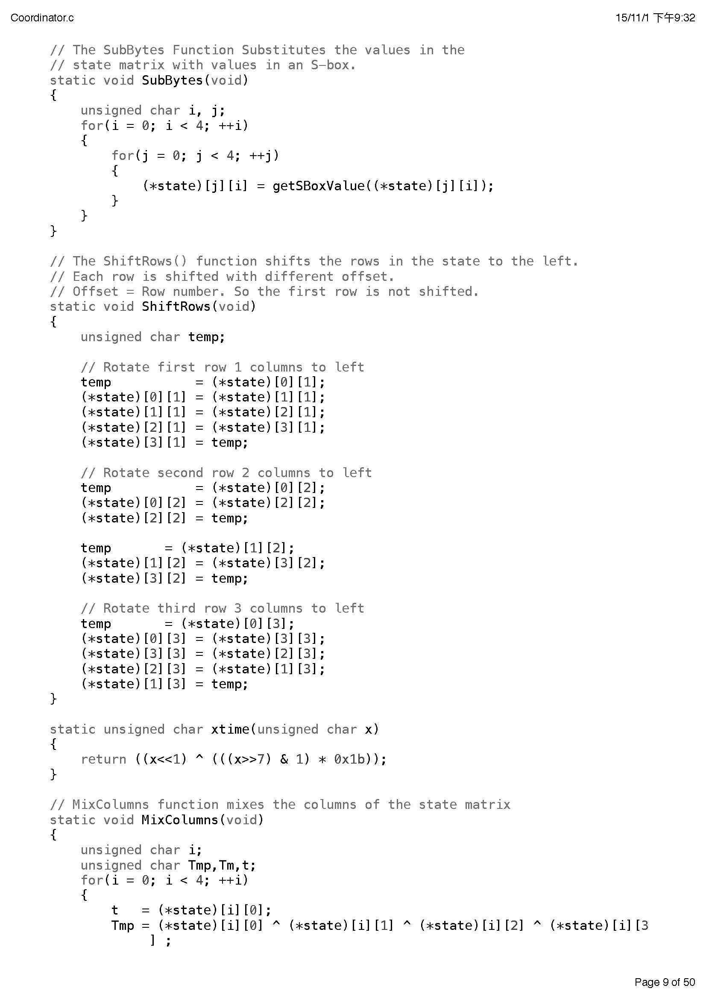 Coordinator.c 15/11/1 下午9:32
// The SubBytes Function Substitutes the values in the
// state matrix with values in an S–box.
static void SubBytes(void)
{
    unsigned char i, j;
    for(i = 0; i < 4; ++i)
    {
        for(j = 0; j < 4; ++j)
        {
            (*state)[j][i] = getSBoxValue((*state)[j][i]);
        }
    }
}

// The ShiftRows() function shifts the rows in the state to the left.
// Each row is shifted with different offset.
// Offset = Row number. So the first row is not shifted.
static void ShiftRows(void)
{
    unsigned char temp;

    // Rotate first row 1 columns to left
    temp           = (*state)[0][1];
    (*state)[0][1] = (*state)[1][1];
    (*state)[1][1] = (*state)[2][1];
    (*state)[2][1] = (*state)[3][1];
    (*state)[3][1] = temp;

    // Rotate second row 2 columns to left
    temp           = (*state)[0][2];
    (*state)[0][2] = (*state)[2][2];
    (*state)[2][2] = temp;

    temp       = (*state)[1][2];
    (*state)[1][2] = (*state)[3][2];
    (*state)[3][2] = temp;

    // Rotate third row 3 columns to left
    temp       = (*state)[0][3];
    (*state)[0][3] = (*state)[3][3];
    (*state)[3][3] = (*state)[2][3];
    (*state)[2][3] = (*state)[1][3];
    (*state)[1][3] = temp;
}

static unsigned char xtime(unsigned char x)
{
    return ((x<<1) ^ (((x>>7) & 1) * 0x1b));
}

// MixColumns function mixes the columns of the state matrix
static void MixColumns(void)
{
    unsigned char i;
    unsigned char Tmp,Tm,t;
    for(i = 0; i < 4; ++i)
    {
        t   = (*state)[i][0];
        Tmp = (*state)[i][0] ^ (*state)[i][1] ^ (*state)[i][2] ^ (*state)[i][3
             ] ;
Page 9 of 50